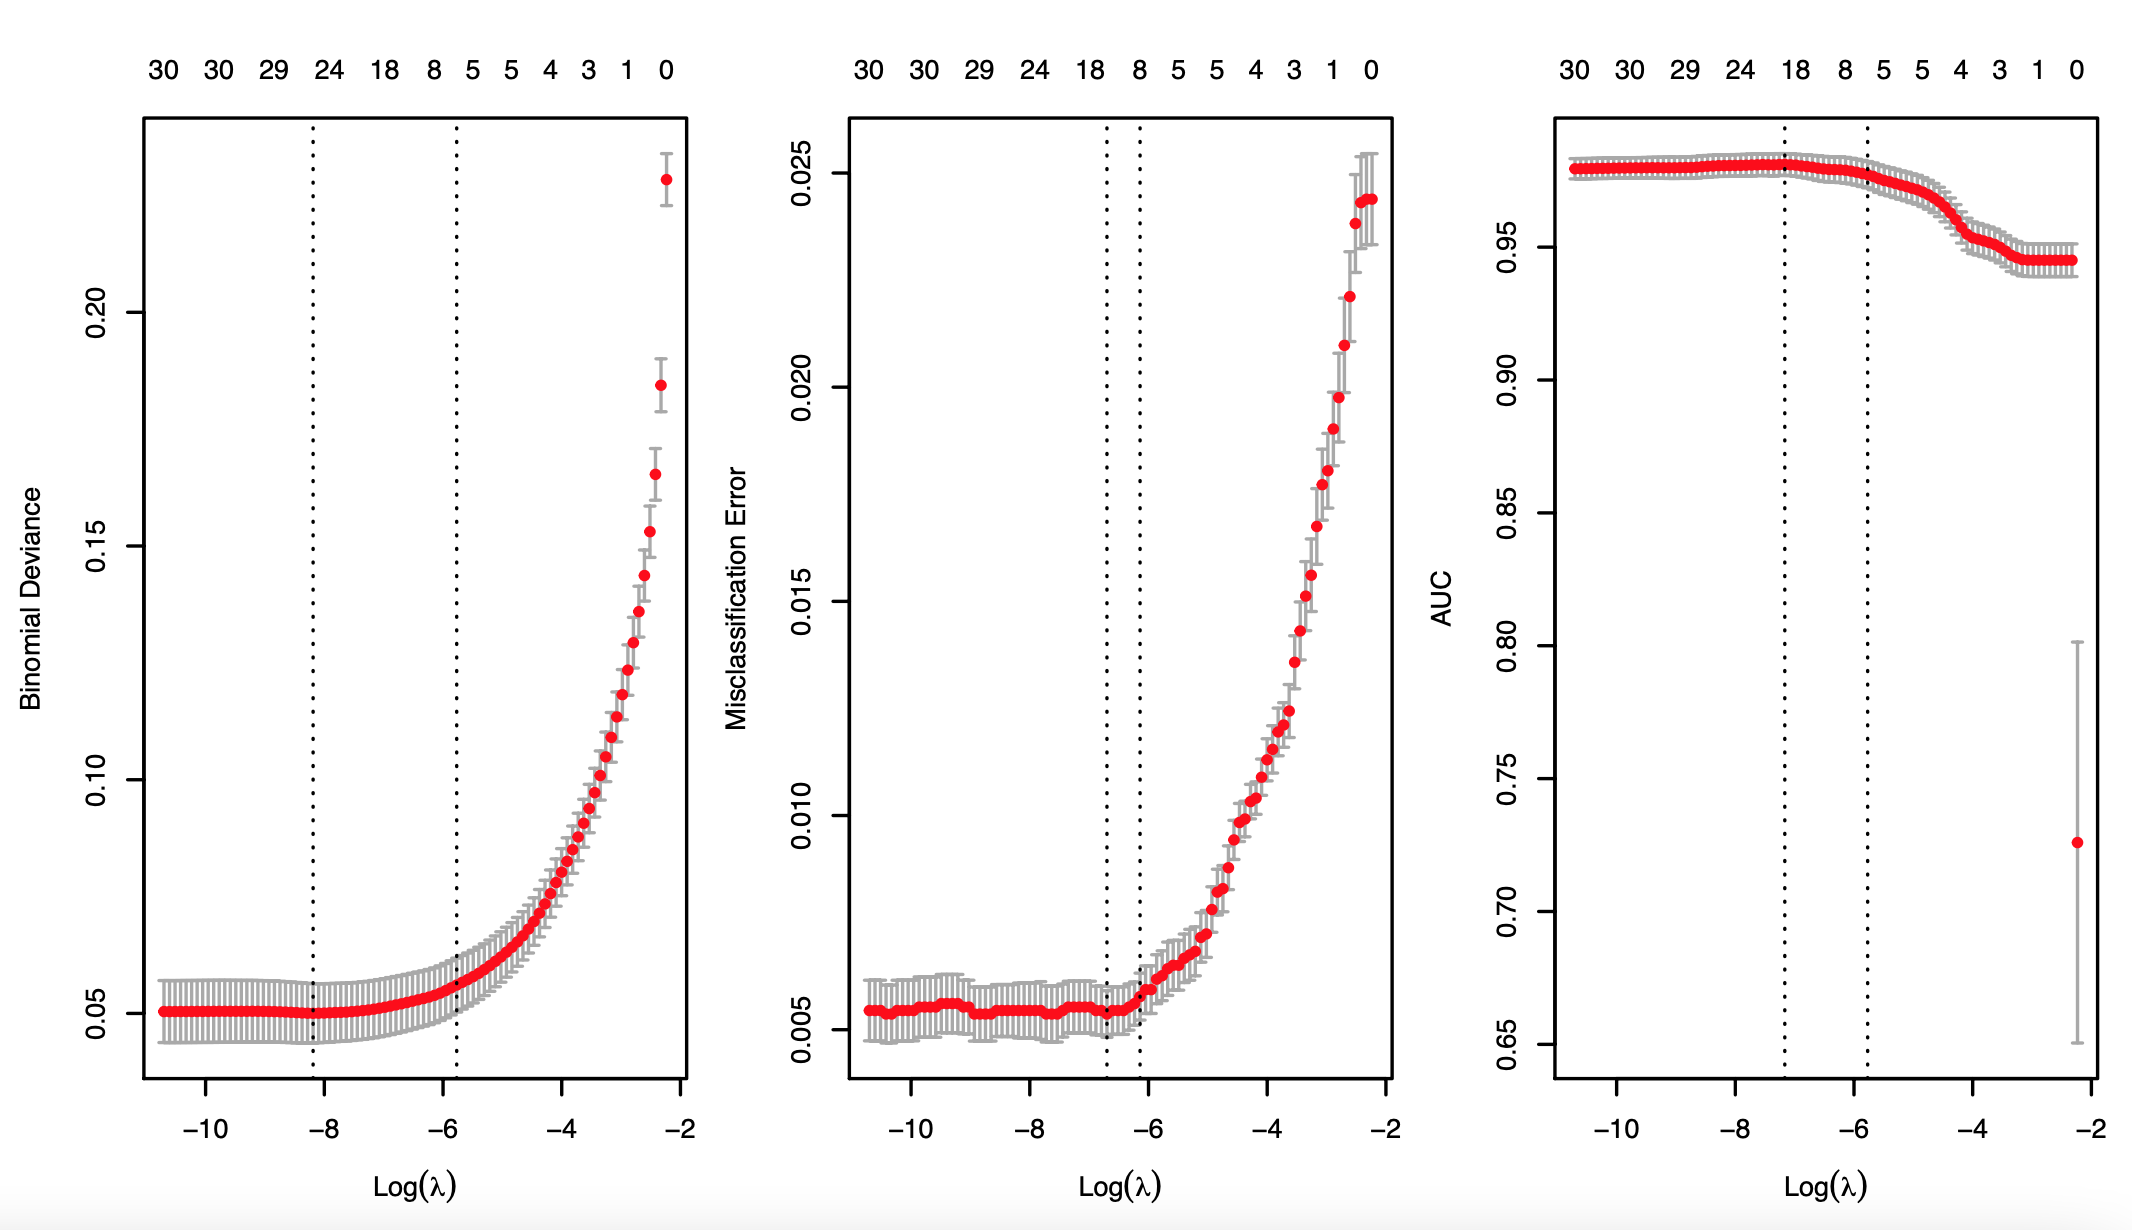 30 30 29 24 18 8 5 5 4 3 1 0
Binomial Deviance
0.20
0.15
0.10
0.05
−10 −8 −6 −4 −2
Log(λ)
30 30 29 24 18 8 5 5 4 3 1 0
Misclassification Error
0.025
0.020
0.015
0.010
0.005
−10 −8 −6 −4 −2
Log(λ)
30 30 29 24 18 8 5 5 4 3 1 0
AUC
0.95
0.90
0.85
0.80
0.75
0.70
0.65
−10 −8 −6 −4 −2
Log(λ)